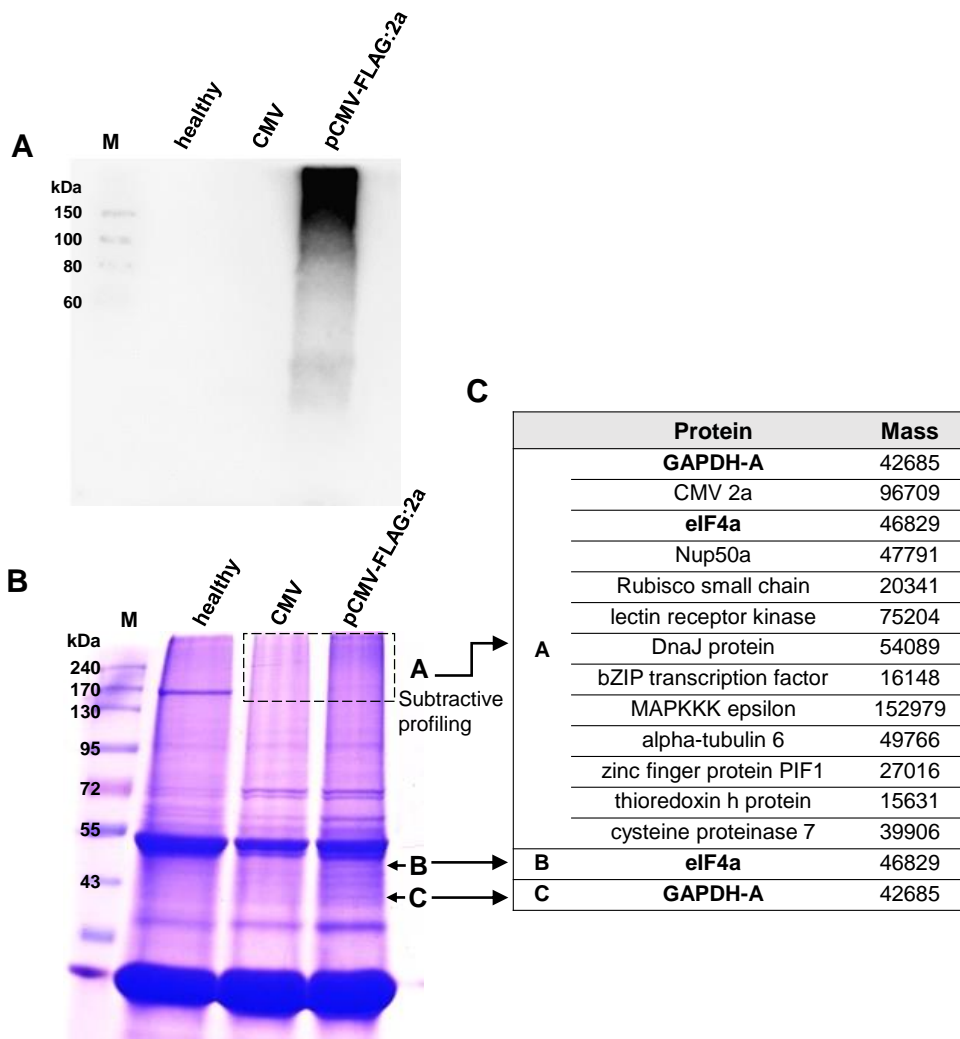 A
M
healthy
CMV
pCMV-FLAG:2a
kDa
150
100
80
60
B
M
healthy
CMV
pCMV-FLAG:2a
kDa
240
170
130
95
72
55
43
A
Subtractive
profiling
B
C
C
Protein Mass
A
GAPDH-A 42685
CMV 2a 96709
eIF4a 46829
Nup50a 47791
Rubisco small chain 20341
lectin receptor kinase 75204
DnaJ protein 54089
bZIP transcription factor 16148
MAPKKK epsilon 152979
alpha-tubulin 6 49766
zinc finger protein PIF1 27016
thioredoxin h protein 15631
cysteine proteinase 7 39906
B eIF4a 46829
C GAPDH-A 42685